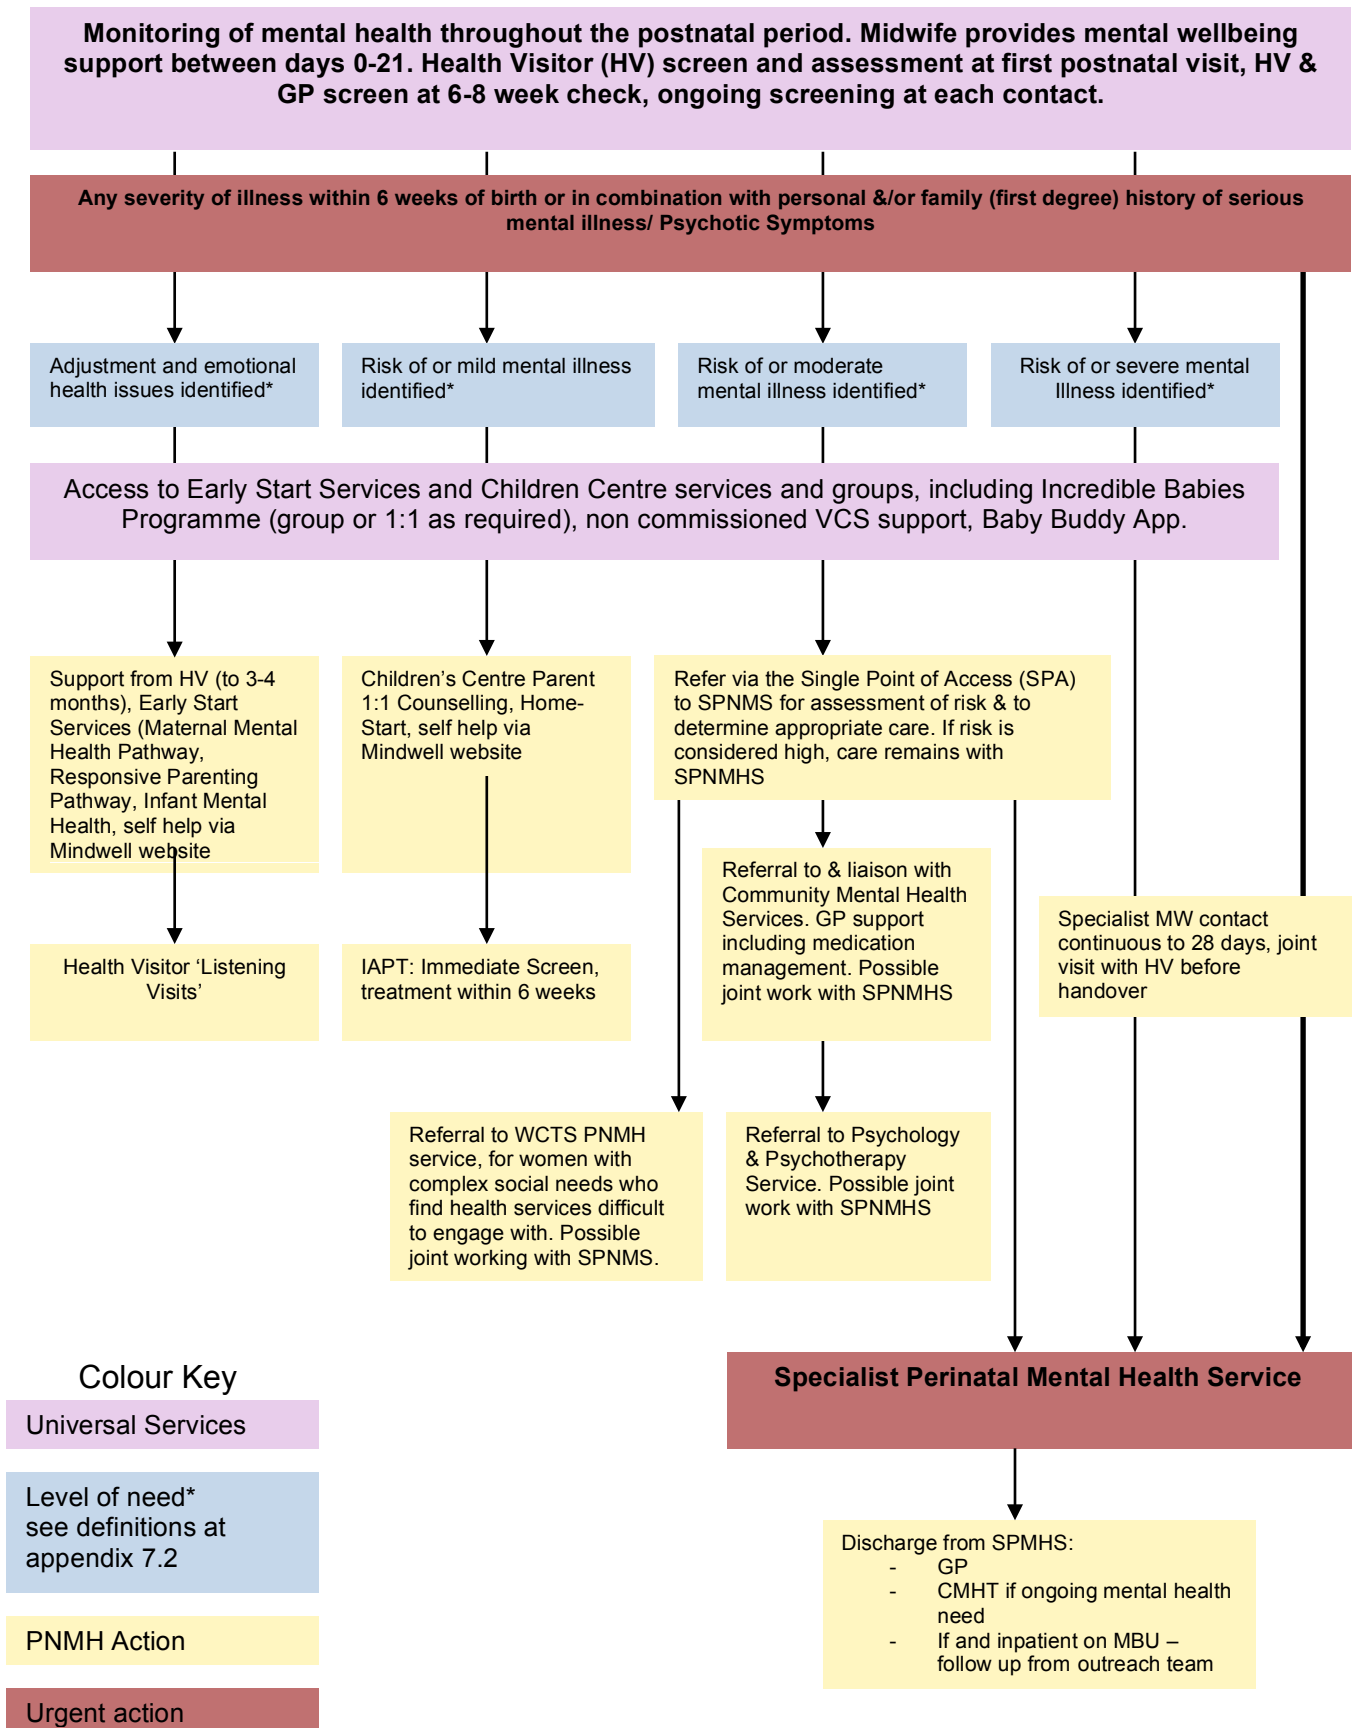 Monitoring of mental health throughout the postnatal period. Midwife provides mental wellbeing
support between days 0-21. Health Visitor (HV) screen and assessment at first postnatal visit, HV &
GP screen at 6-8 week check, ongoing screening at each contact.
Any severity of illness within 6 weeks of birth or in combination with personal &/or family (first degree) history of serious
mental illness/ Psychotic Symptoms
Adjustment and emotional
health issues identified*
Risk of or mild mental illness
identified*
Risk of or moderate
mental illness identified*
Risk of or severe mental
Illness identified*
Access to Early Start Services and Children Centre services and groups, including Incredible Babies
Programme (group or 1:1 as required), non commissioned VCS support, Baby Buddy App.
Support from HV (to 3-4
months), Early Start
Services (Maternal Mental
Health Pathway,
Responsive Parenting
Pathway, Infant Mental
Health, self help via
Mindwell website
Children's Centre Parent
1:1 Counselling, Home-
Start, self help via
Mindwell website
Refer via the Single Point of Access (SPA)
to SPNMS for assessment of risk & to
determine appropriate care. If risk is
considered high, care remains with
SPNMHS
Referral to & liaison with
Community Mental Health
Services. GP support
including medication
management. Possible
joint work with SPNMHS
Specialist MW contact
continuous to 28 days, joint
visit with HV before
handover
Health Visitor ‘Listening
Visits’
IAPT: Immediate Screen,
treatment within 6 weeks
Referral to WCTS PNMH
service, for women with
complex social needs who
find health services difficult
to engage with. Possible
joint working with SPNMS.
Referral to Psychology
& Psychotherapy
Service. Possible joint
work with SPNMHS
Specialist Perinatal Mental Health Service
Discharge from SPMHS:
- GP
- CMHT if ongoing mental health
need
- If and inpatient on MBU –
follow up from outreach team
Colour Key
Universal Services
Level of need*
see definitions at
appendix 7.2
PNMH Action
Urgent action